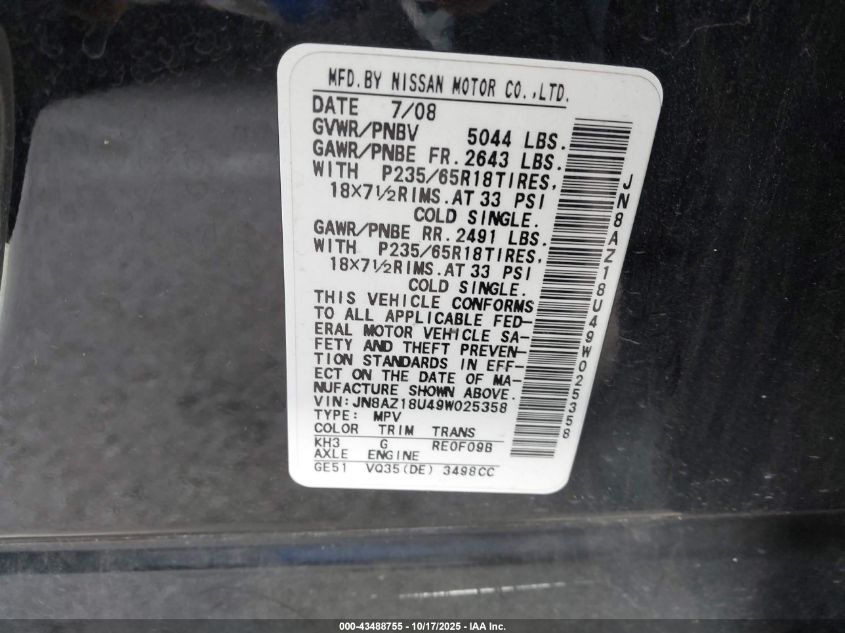 MFD.BY NISSAN MOTOR CO.,LTD.
DATE 7/08
GVWR/PNBV 5044 LBS.
GAWR/PNBE FR.2643 LBS.
WITH P235/65R18TIRES,
18×7½RIMS.AT 33 PSI
COLD SINGLE.
GAWR/PNBE RR.2491 LBS.
WITH P235/65R18TIRES,
18×7½RIMS.AT 33 PSI
COLD SINGLE.
THIS VEHICLE CONFORMS
TO ALL APPLICABLE FED-
ERAL MOTOR VEHICLE SA-
FETY AND THEFT PREVEN-
TION STANDARDS IN EFF-
ECT ON THE DATE OF MA-
NUFACTURE SHOWN ABOVE.
VIN:JN8AZ18U49W025358
TYPE: MPV
COLOR TRIM TRANS
KH3 G RE0F09B
AXLE ENGINE
GE51 VQ35(DE) 3498CC
JN8AZ18U49W025358
000-43488755 - 10/17/2025 - IAA Inc.